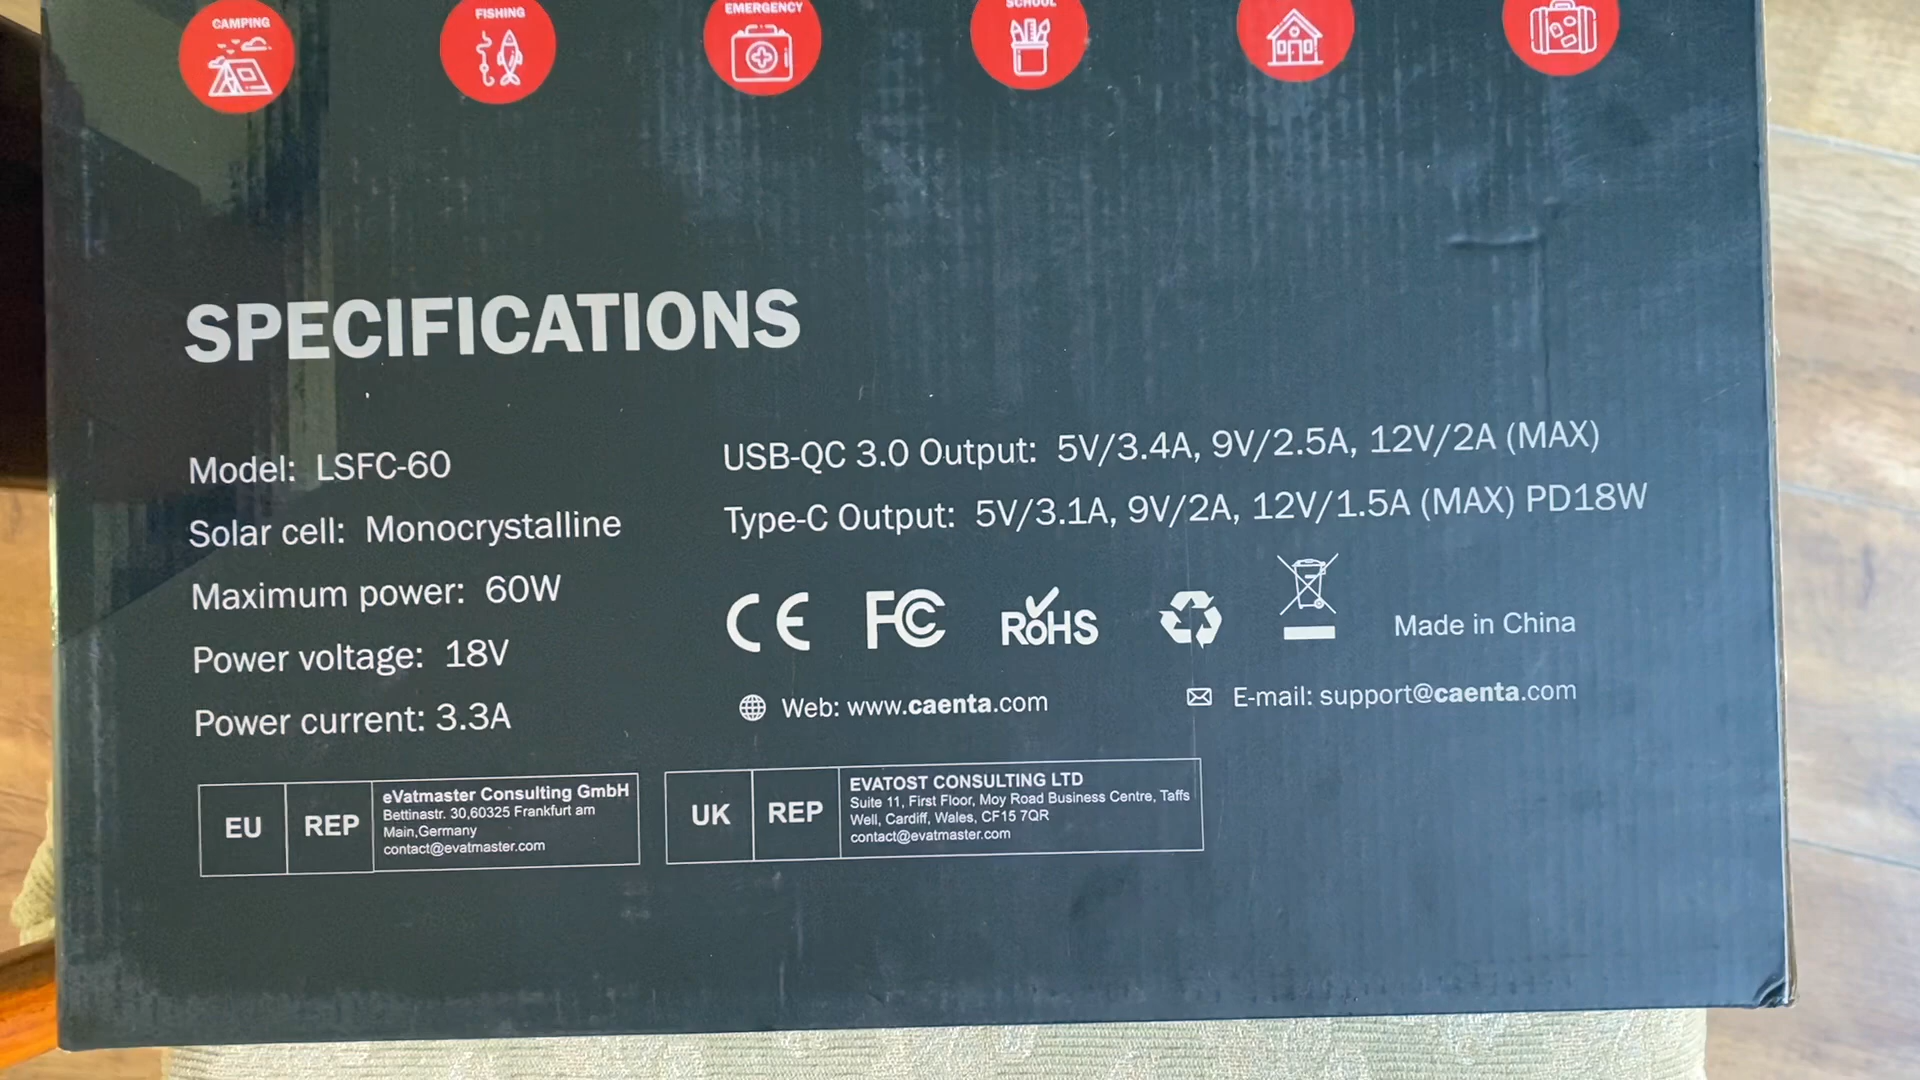 CAMPING
FISHING
EMERGENCY
SCHOOL
SPECIFICATIONS
Model: LSFC-60
Solar cell: Monocrystalline
Maximum power: 60W
Power voltage: 18V
Power current: 3.3A
USB-QC 3.0 Output: 5V/3.4A, 9V/2.5A, 12V/2A (MAX)
Type-C Output: 5V/3.1A, 9V/2A, 12V/1.5A (MAX) PD18W
CE FC RoHS Made in China
Web: www.caenta.com
E-mail: support@caenta.com
EU REP
eVatmaster Consulting GmbH
Bettinastr. 30,60325 Frankfurt am
Main,Germany
contact@evatmaster.com
UK REP
EVATOST CONSULTING LTD
Suite 11, First Floor, Moy Road Business Centre, Taffs
Well, Cardiff, Wales, CF15 7QR
contact@evatmaster.com